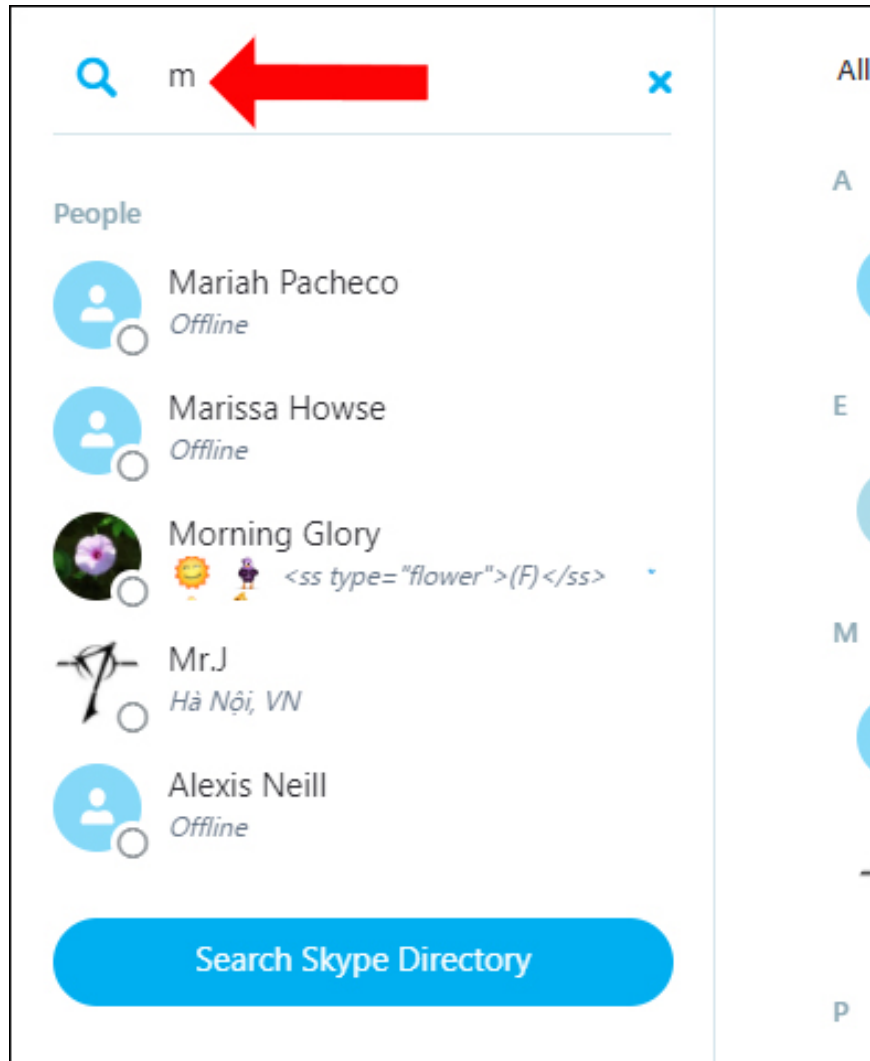 m
People
Mariah Pacheco
Offline
Marissa Howse
Offline
Morning Glory
<ss type="flower">(F)</ss>
Mr.J
Hà Nội, VN
Alexis Neill
Offline
Search Skype Directory
All
A
E
M
P